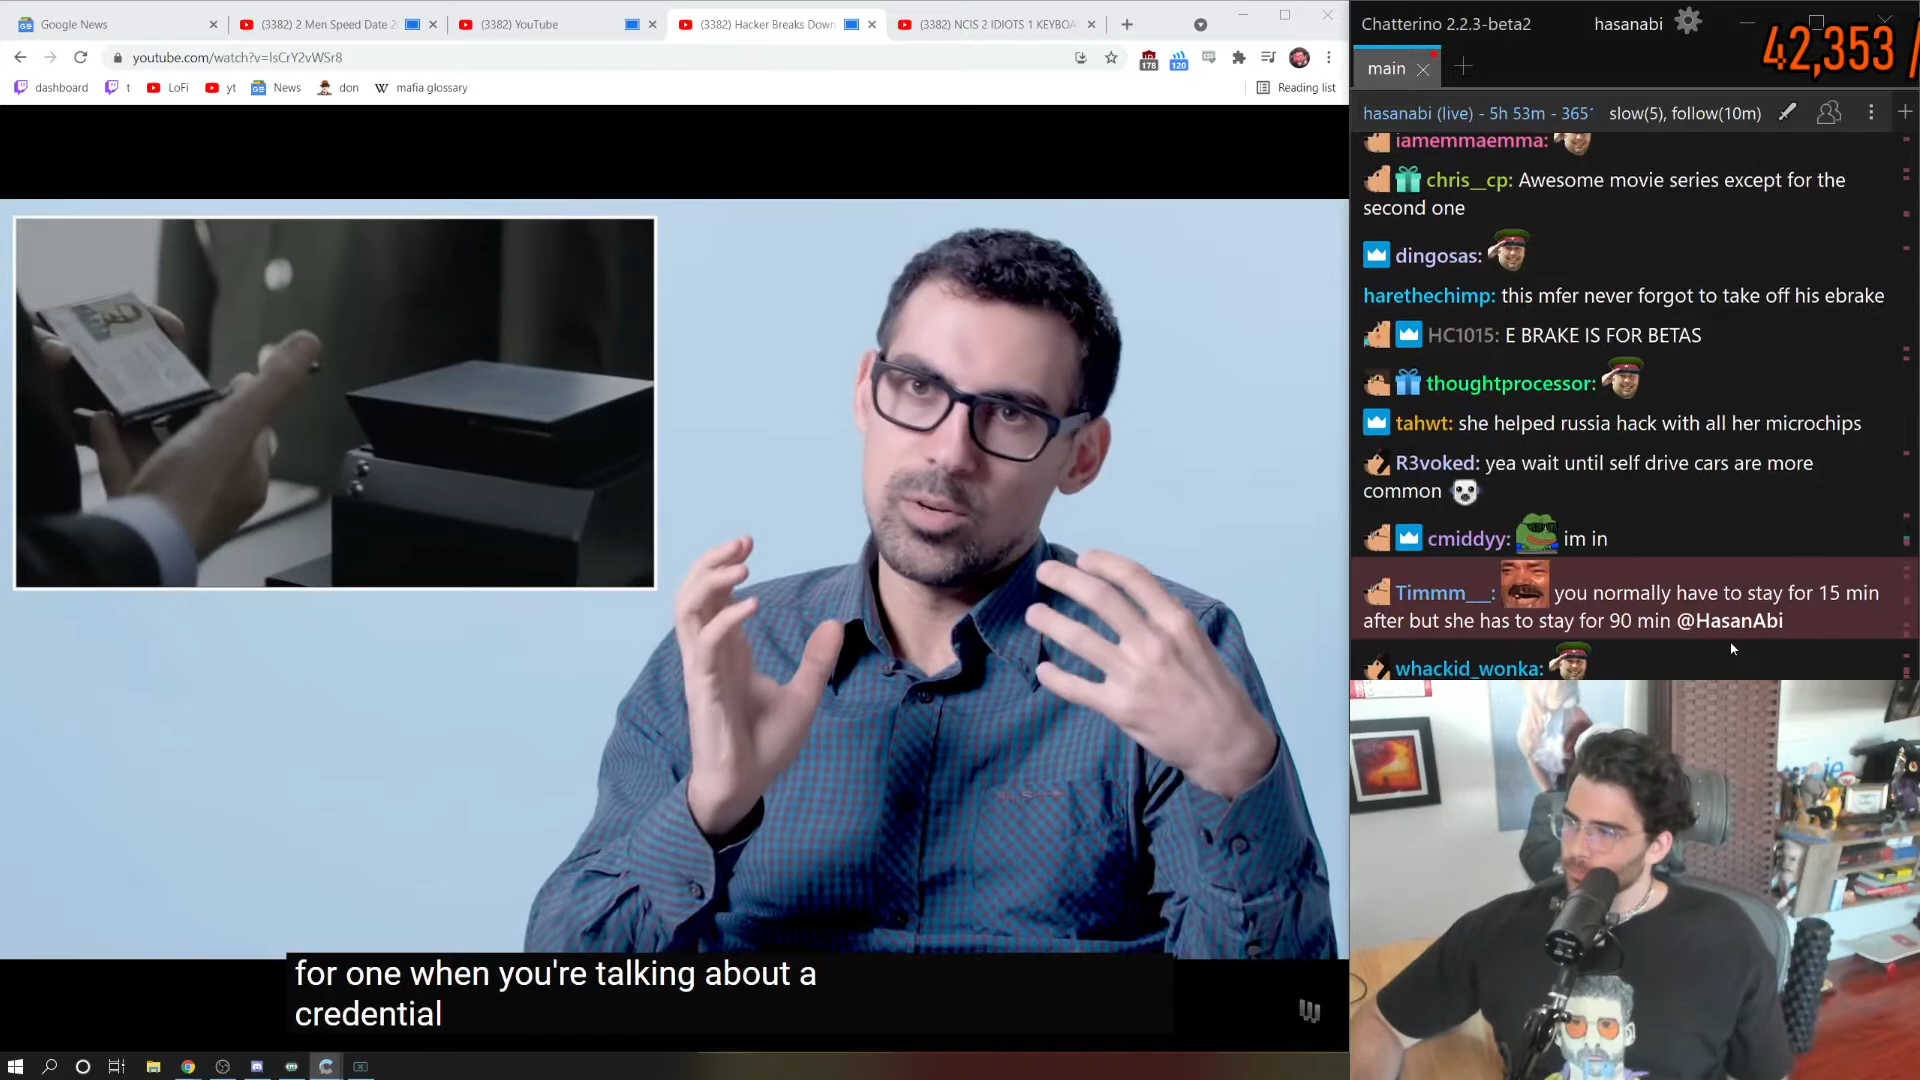 Google News
(3382) 2 Men Speed Date 2
(3382) YouTube
(3382) Hacker Breaks Down
(3382) NCIS 2 IDIOTS 1 KEYBOA
youtube.com/watch?v=IsCrY2vWSr8
178
120
dashboard
t
LoFi
yt
News
don
W mafia glossary
Reading list
for one when you're talking about a
credential
Chatterino 2.2.3-beta2
hasanabi
42,353 /
main
hasanabi (live) - 5h 53m - 365
slow(5), follow(10m)
iamemmaemma:
chris__cp: Awesome movie series except for the
second one
dingosas:
harethechimp: this mfer never forgot to take off his ebrake
HC1015: E BRAKE IS FOR BETAS
thoughtprocessor:
tahwt: she helped russia hack with all her microchips
R3voked: yea wait until self drive cars are more
common
cmiddyy: im in
Timmm__: you normally have to stay for 15 min
after but she has to stay for 90 min @HasanAbi
whackid_wonka: